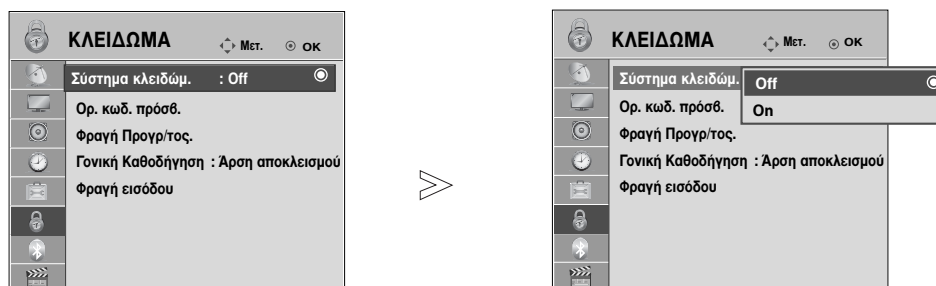 ΚΛΕΙΔΩΜΑ Μετ. OK
Σύστημα κλειδώμ. : Off
Ορ. κωδ. πρόσβ.
Φραγή Προγρ/τος.
Γονική Καθοδήγηση : Άρση αποκλεισμού
Φραγή εισόδου
ΚΛΕΙΔΩΜΑ Μετ. OK
Σύστημα κλειδώμ.
Off
On
Ορ. κωδ. πρόσβ.
Φραγή Προγρ/τος.
Γονική Καθοδήγηση : Άρση αποκλεισμού
Φραγή εισόδου